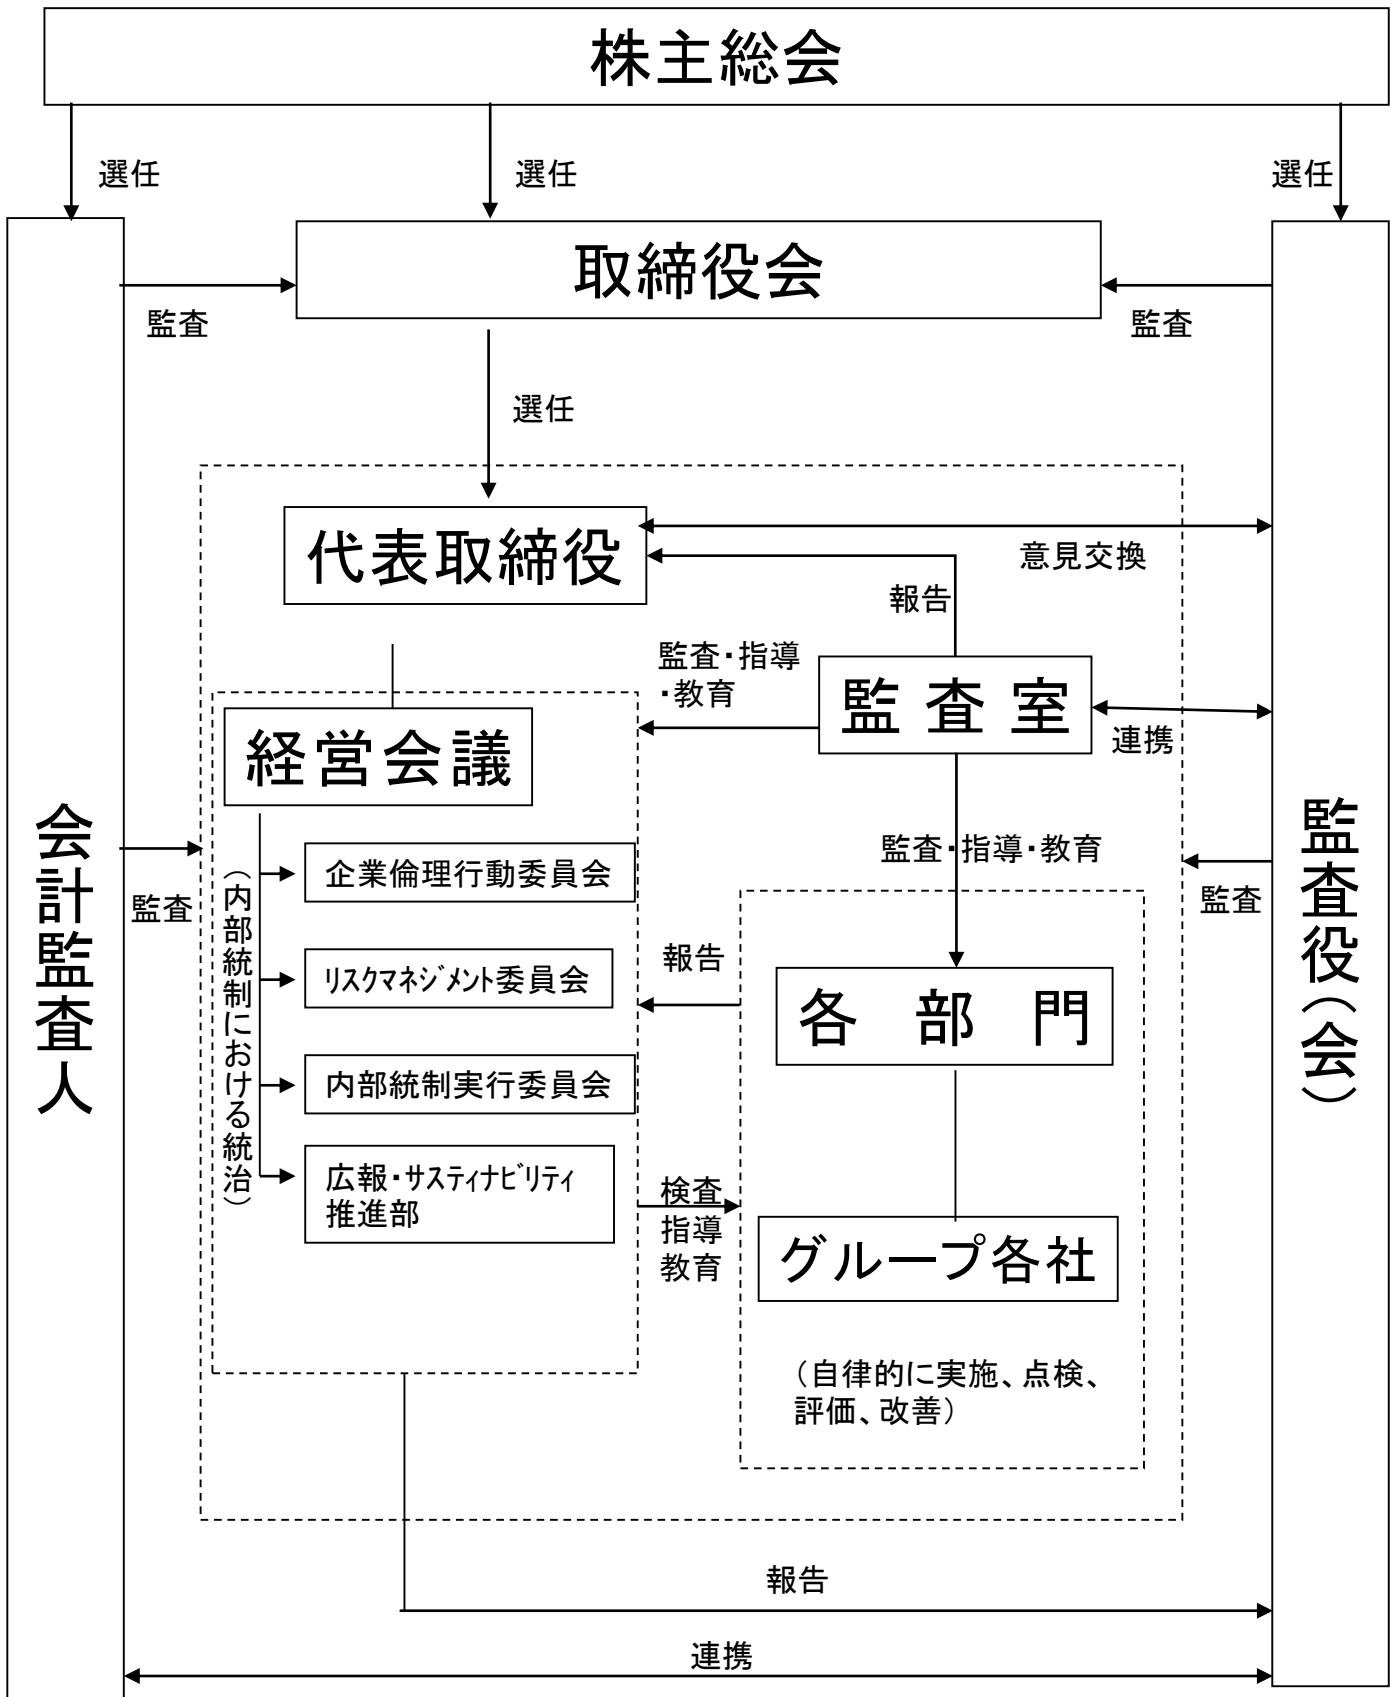 株主総会
選任
選任
選任
取締役会
監査
監査
選任
代表取締役
意見交換
報告
監査・指導
・教育
監 査 室
連携
経営会議
会計監査人
監査役（会）
監査・指導・教育
企業倫理行動委員会
（内部統制における統治）
監査
監査
報告
ﾘｽｸﾏﾈｼﾞﾒﾝﾄ委員会
各 部 門
内部統制実行委員会
広報・ｻｽﾃｨﾅﾋﾞﾘﾃｨ
推進部
検査
指導
教育
グループ各社
（自律的に実施、点検、
評価、改善）
報告
連携